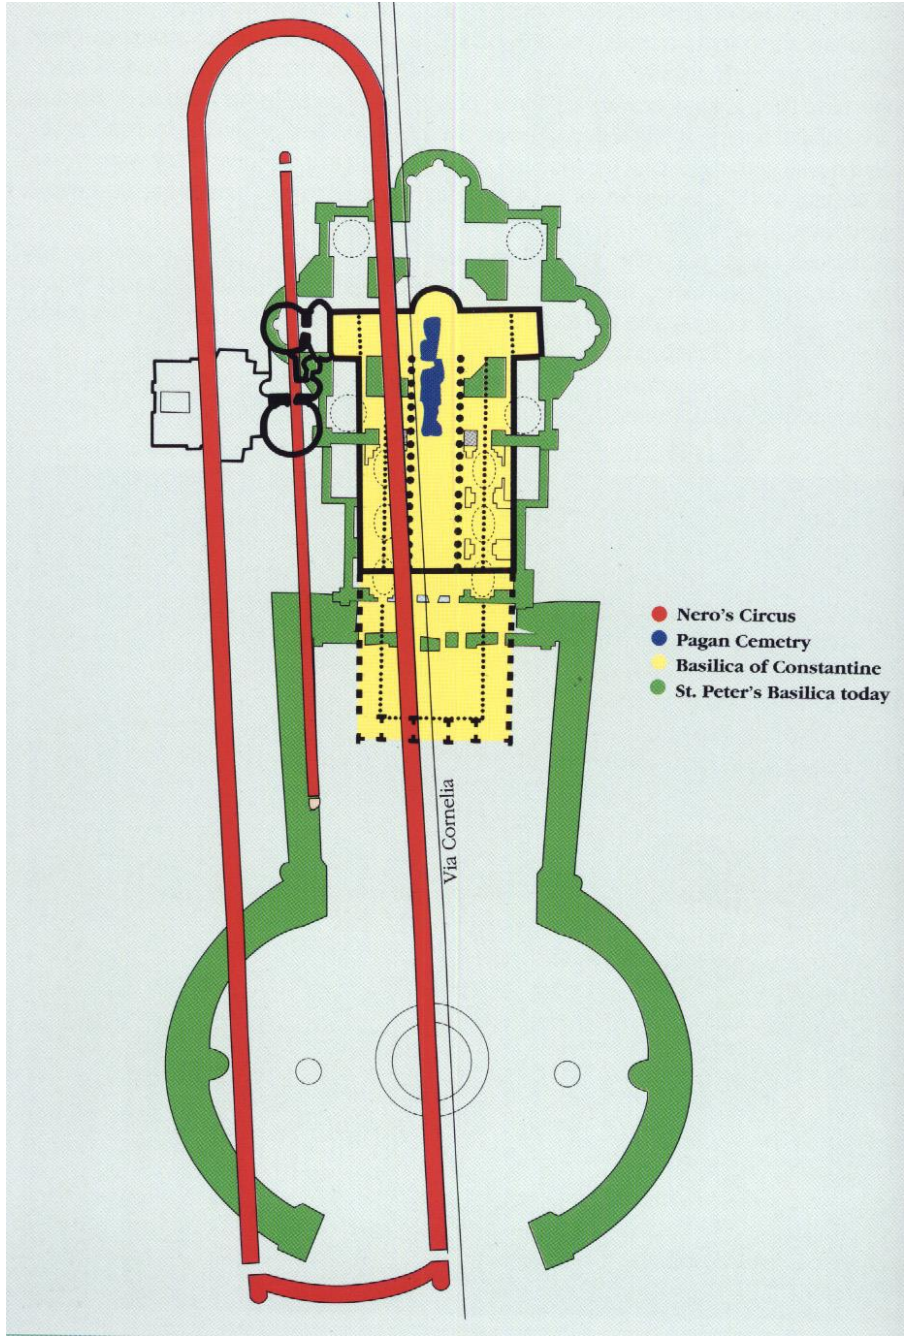 Nero's Circus
Pagan Cemetry
Basilica of Constantine
St. Peter's Basilica today
Via Cornelia